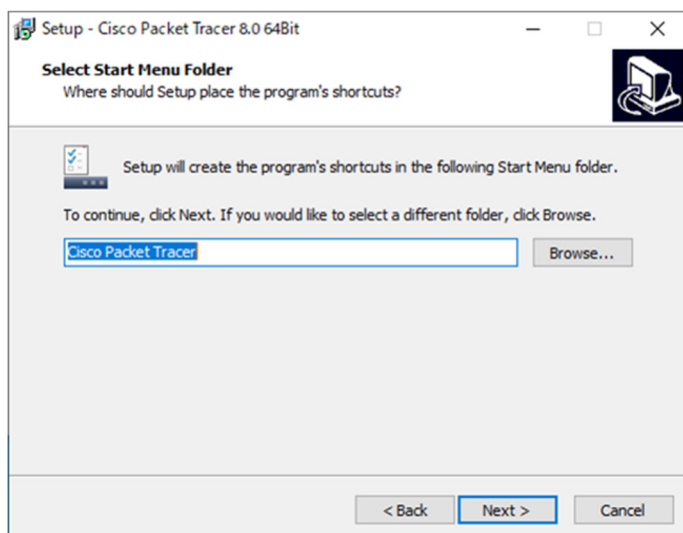 Setup - Cisco Packet Tracer 8.0 64Bit
Select Start Menu Folder
Where should Setup place the program's shortcuts?
Setup will create the program's shortcuts in the following Start Menu folder.
To continue, click Next. If you would like to select a different folder, click Browse.
Cisco Packet Tracer
Browse...
< Back
Next >
Cancel